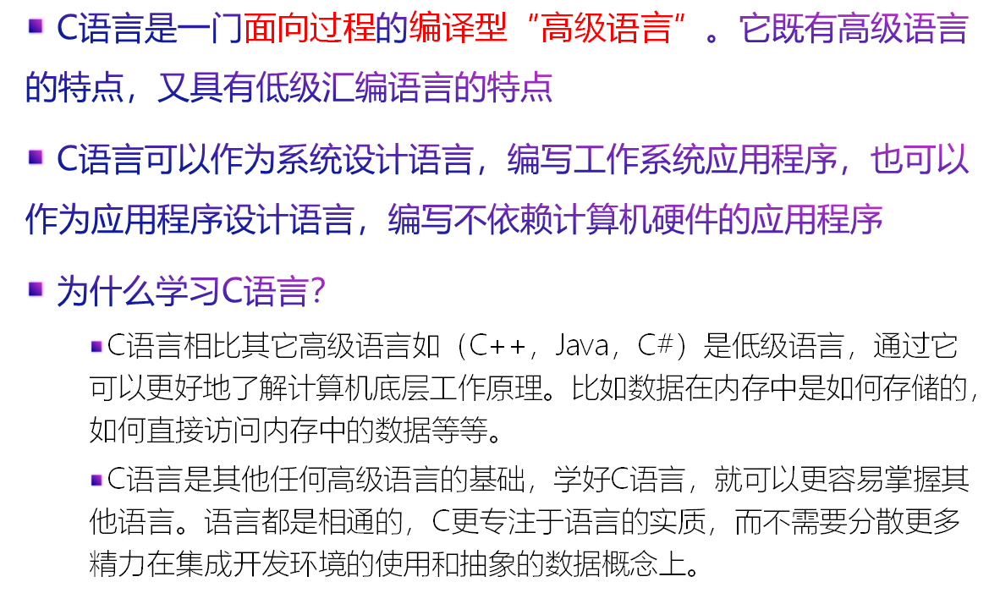 C语言是一门面向过程的编译型“高级语言”。它既有高级语言
的特点，又具有低级汇编语言的特点
C语言可以作为系统设计语言，编写工作系统应用程序，也可以
作为应用程序设计语言，编写不依赖计算机硬件的应用程序
为什么学习C语言？
C语言相比其它高级语言如（C++，Java，C#）是低级语言，通过它
可以更好地了解计算机底层工作原理。比如数据在内存中是如何存储的，
如何直接访问内存中的数据等等。
C语言是其他任何高级语言的基础，学好C语言，就可以更容易掌握其
他语言。语言都是相通的，C更专注于语言的实质，而不需要分散更多
精力在集成开发环境的使用和抽象的数据概念上。